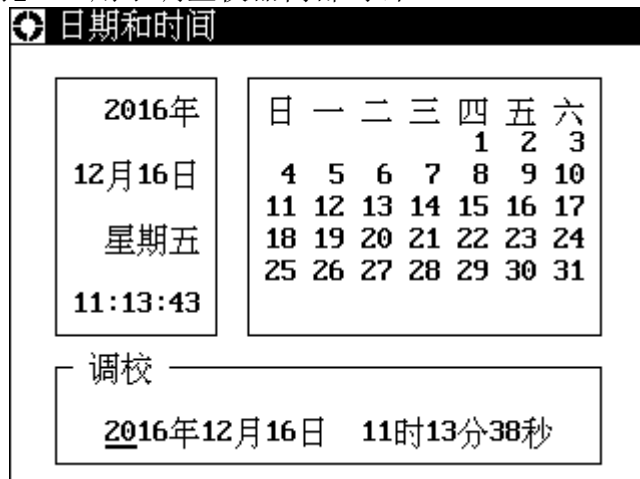 日期和时间
2016年
12月16日
星期五
11:13:43
日 一 二 三 四 五 六
1 2 3
4 5 6 7 8 9 10
11 12 13 14 15 16 17
18 19 20 21 22 23 24
25 26 27 28 29 30 31
调校
2016年12月16日 11时13分38秒